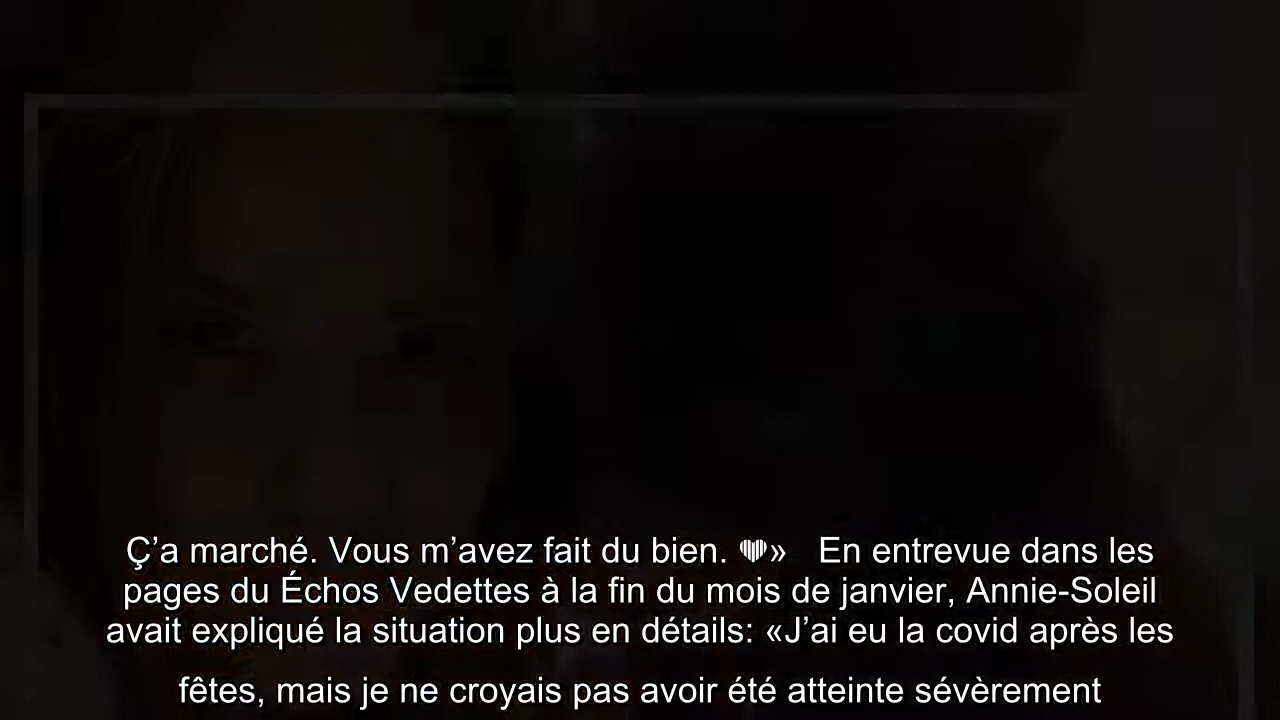 Ç’a marché. Vous m’avez fait du bien. ♥» En entrevue dans les
pages du Échos Vedettes à la fin du mois de janvier, Annie-Soleil
avait expliqué la situation plus en détails: «J’ai eu la covid après les
fêtes, mais je ne croyais pas avoir été atteinte sévèrement